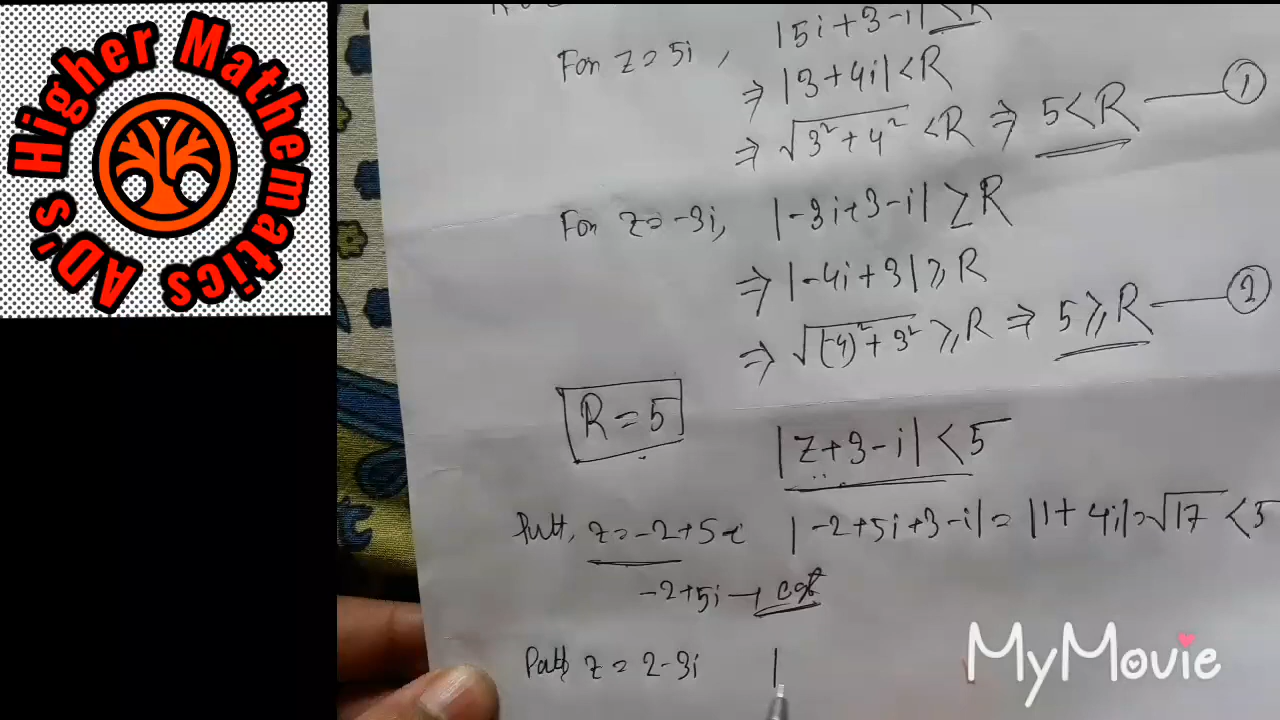 AD's Higher Mathematics
|5i+3-i|<R
For z=5i,
⇒ |3+4i|<R
⇒ √3²+4² <R ⇒ 5<R — ①
For z=-3i, |-3i+3-i| ≥R
⇒ |-4i+3|≥R
⇒ √(-4)²+3² ≥R ⇒ 5≥R — ②
R=5
|z+3-i|<5
Putt, z=-2+5i |-2+5i+3-i|=|1+4i|=√17 <5
-2+5i →
z = 2-3i |
MyMovie